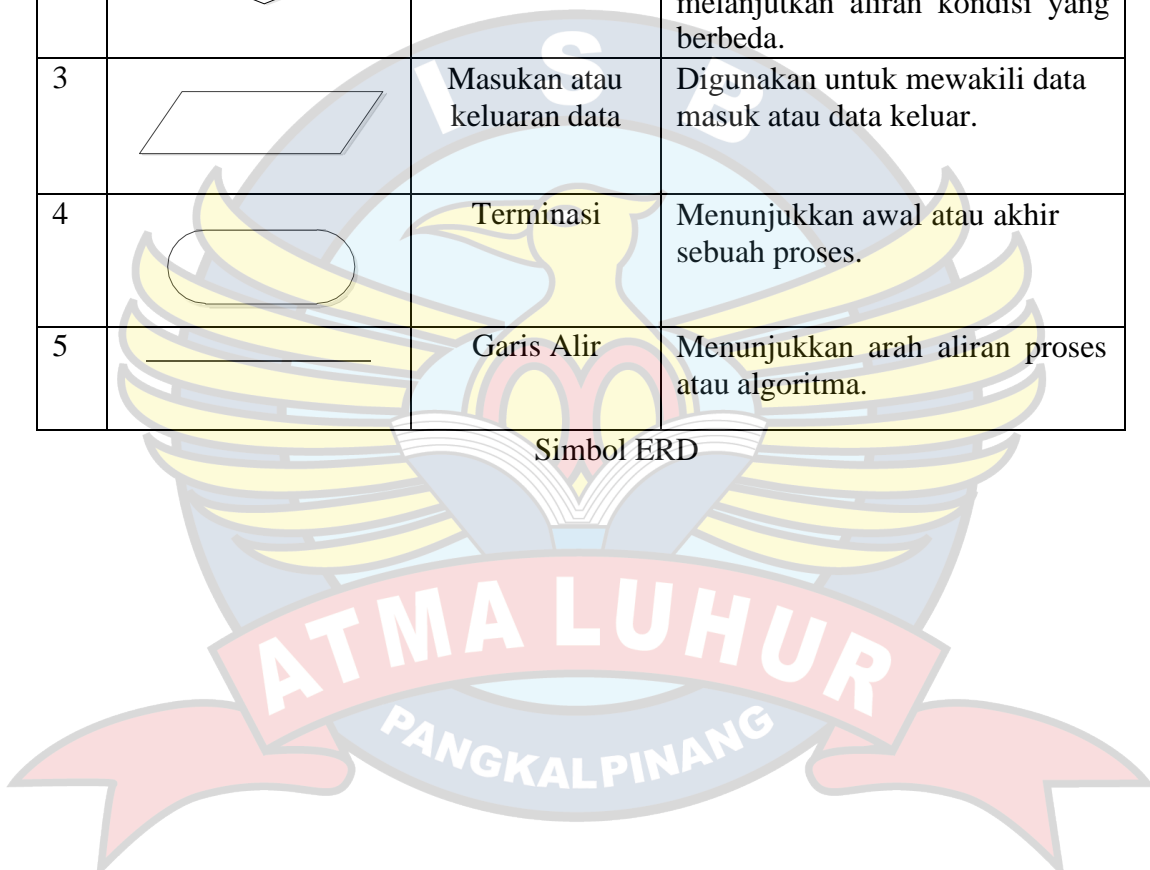 melanjutkan aliran kondisi yang
berbeda.
3
Masukan atau
keluaran data
Digunakan untuk mewakili data
masuk atau data keluar.
4
Terminasi
Menunjukkan awal atau akhir
sebuah proses.
5
Garis Alir
Menunjukkan arah aliran proses
atau algoritma.
Simbol ERD
I S B
ATMA LUHUR
PANGKALPINANG